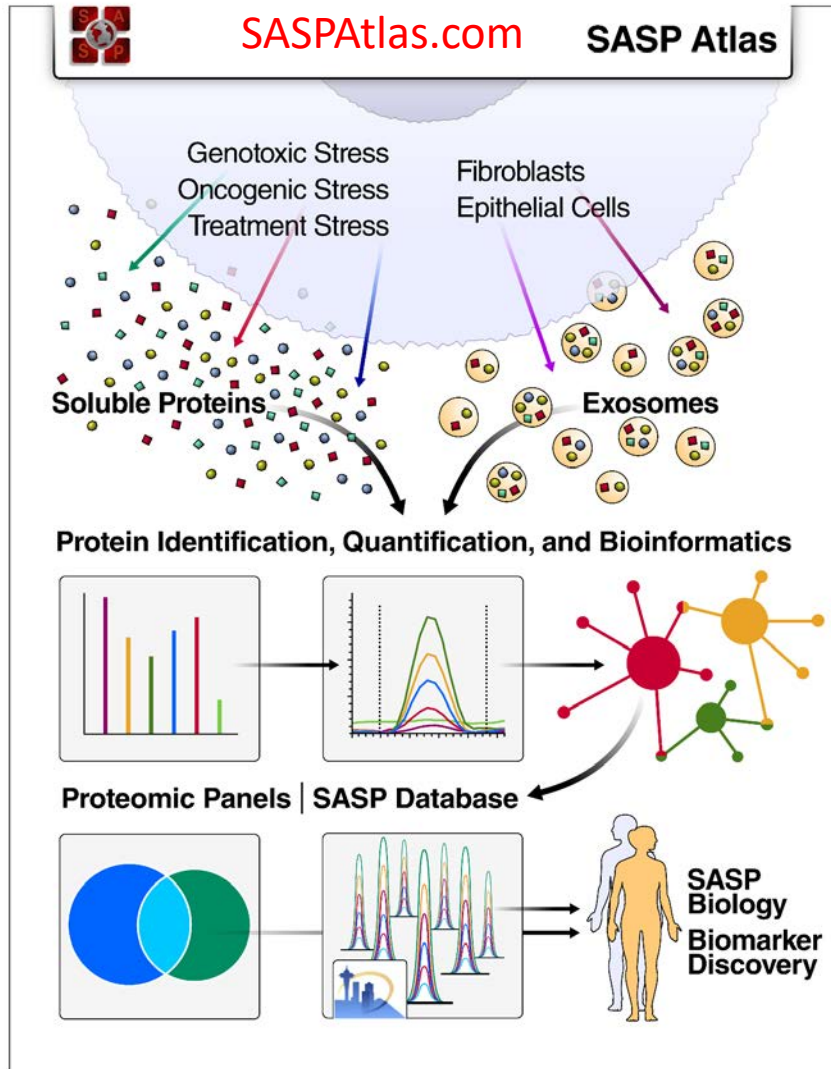 S A
S P
SASPAtlas.com
SASP Atlas
Genotoxic Stress
Oncogenic Stress
Treatment Stress
Fibroblasts
Epithelial Cells
Soluble Proteins
Exosomes
Protein Identification, Quantification, and Bioinformatics
Proteomic Panels | SASP Database
SASP
Biology
Biomarker
Discovery